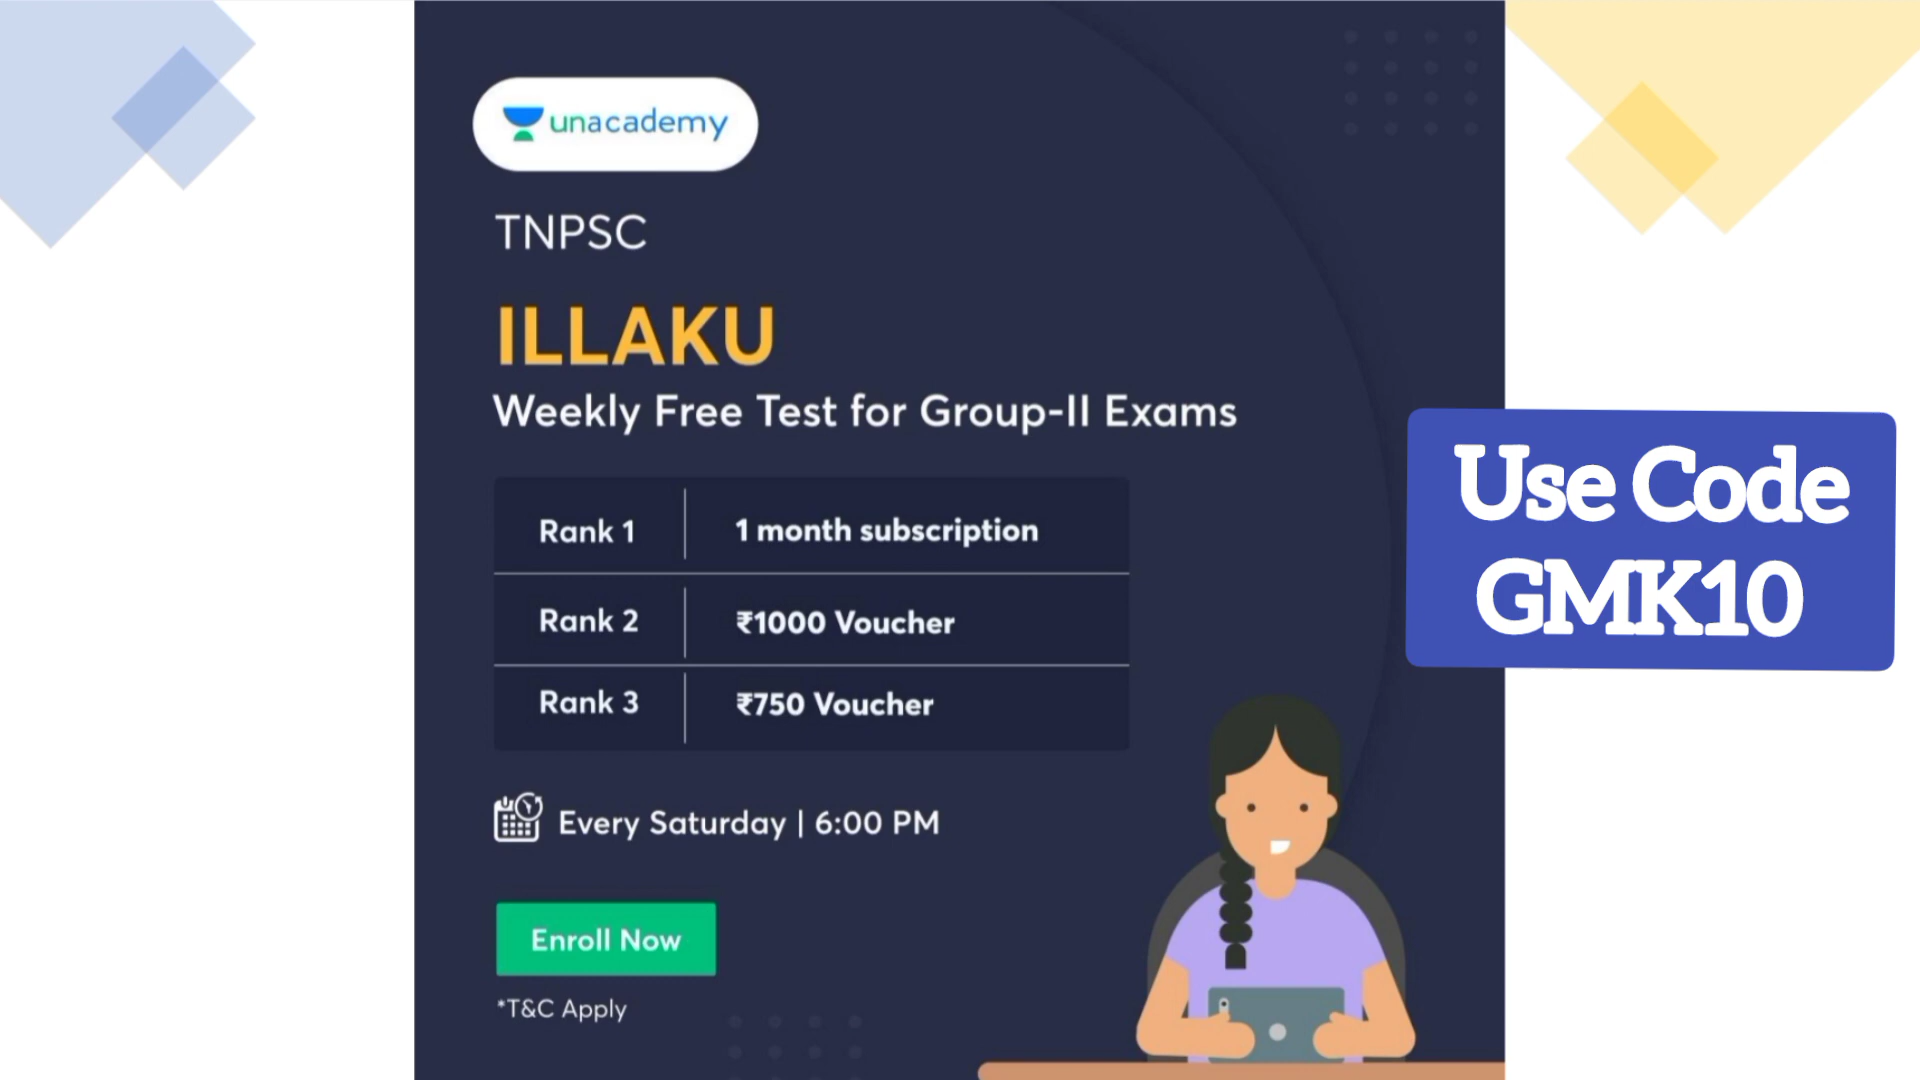 unacademy
TNPSC
ILLAKU
Weekly Free Test for Group-II Exams
Rank 1 1 month subscription
Rank 2 ₹1000 Voucher
Rank 3 ₹750 Voucher
Every Saturday | 6:00 PM
Enroll Now
*T&C Apply
Use Code
GMK10